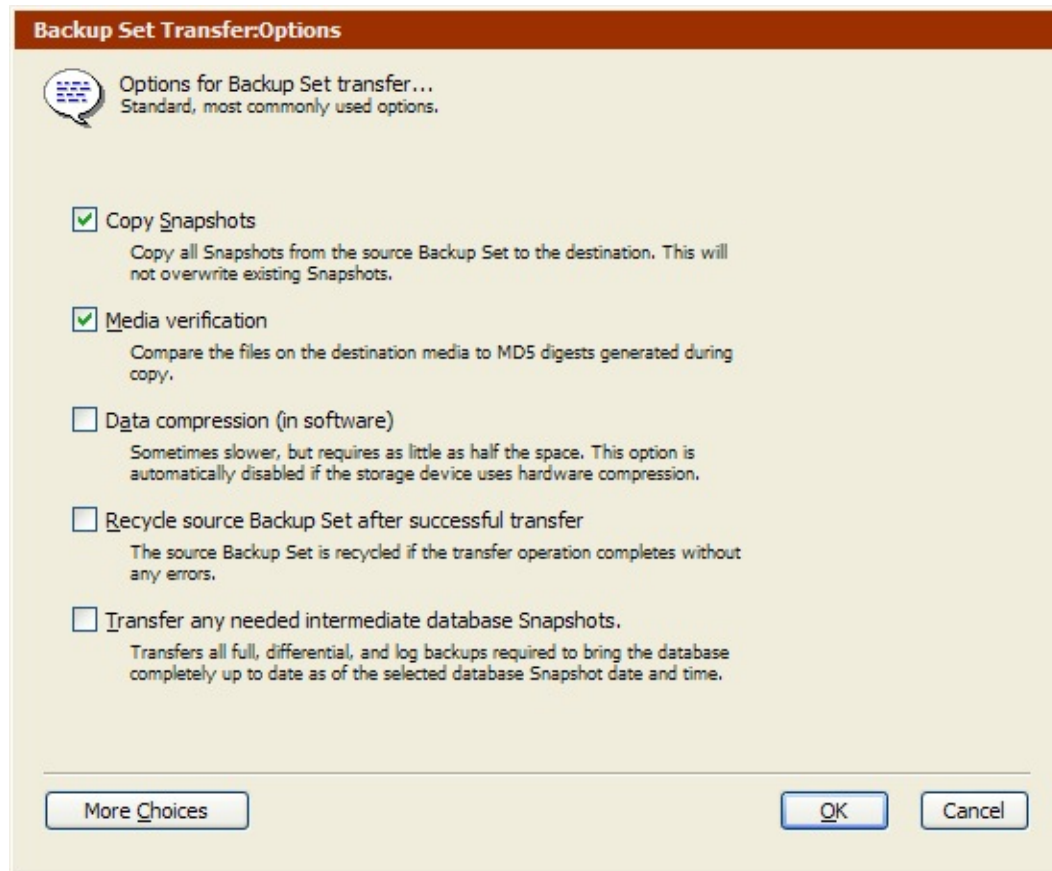 Backup Set Transfer:Options
Options for Backup Set transfer...
Standard, most commonly used options.
Copy Snapshots
Copy all Snapshots from the source Backup Set to the destination. This will
not overwrite existing Snapshots.
Media verification
Compare the files on the destination media to MD5 digests generated during
copy.
Data compression (in software)
Sometimes slower, but requires as little as half the space. This option is
automatically disabled if the storage device uses hardware compression.
Recycle source Backup Set after successful transfer
The source Backup Set is recycled if the transfer operation completes without
any errors.
Transfer any needed intermediate database Snapshots.
Transfers all full, differential, and log backups required to bring the database
completely up to date as of the selected database Snapshot date and time.
More Choices
OK
Cancel